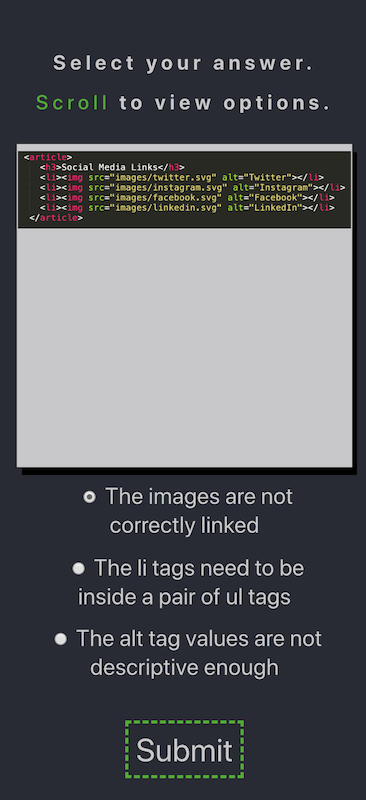 Select your answer.
Scroll to view options.
<article>
<h3>Social Media Links</h3>
<li><img src="images/twitter.svg" alt="Twitter"></li>
<li><img src="images/instagram.svg" alt="Instagram"></li>
<li><img src="images/facebook.svg" alt="Facebook"></li>
<li><img src="images/linkedin.svg" alt="LinkedIn"></li>
</article>
The images are not
correctly linked
The li tags need to be
inside a pair of ul tags
The alt tag values are not
descriptive enough
Submit